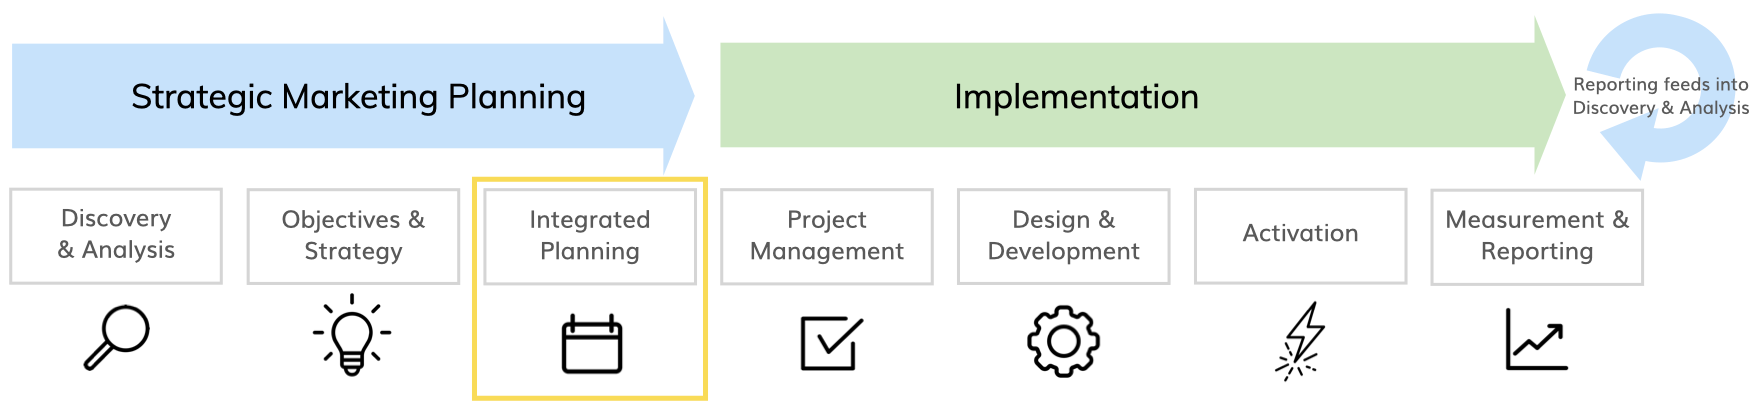 Strategic Marketing Planning
Implementation
Reporting feeds into
Discovery & Analysis
Discovery
& Analysis
Objectives &
Strategy
Integrated
Planning
Project
Management
Design &
Development
Activation
Measurement &
Reporting